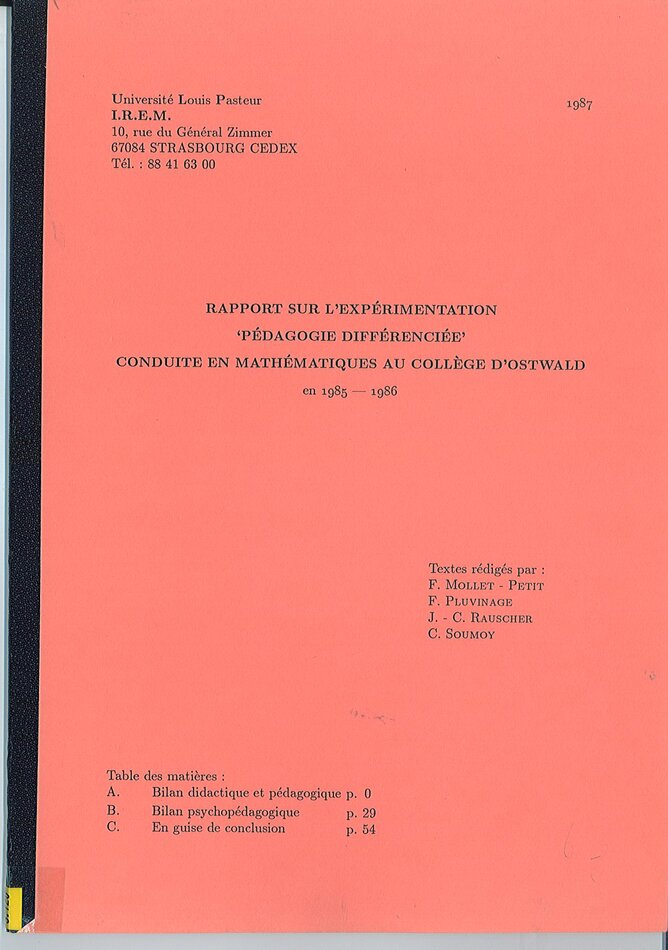 Université Louis Pasteur
1987
I.R.E.M.
10, rue du Général Zimmer
67084 STRASBOURG CEDEX
Tél. : 88 41 63 00
RAPPORT SUR L'EXPÉRIMENTATION
'PÉDAGOGIE DIFFÉRENCIÉE'
CONDUITE EN MATHÉMATIQUES AU COLLÈGE D'OSTWALD
en 1985 — 1986
Textes rédigés par :
F. MOLLET - PETIT
F. PLUVINAGE
J. - C. RAUSCHER
C. SOUMOY
Table des matières :
A. Bilan didactique et pédagogique p. 0
B. Bilan psychopédagogique p. 29
C. En guise de conclusion p. 54